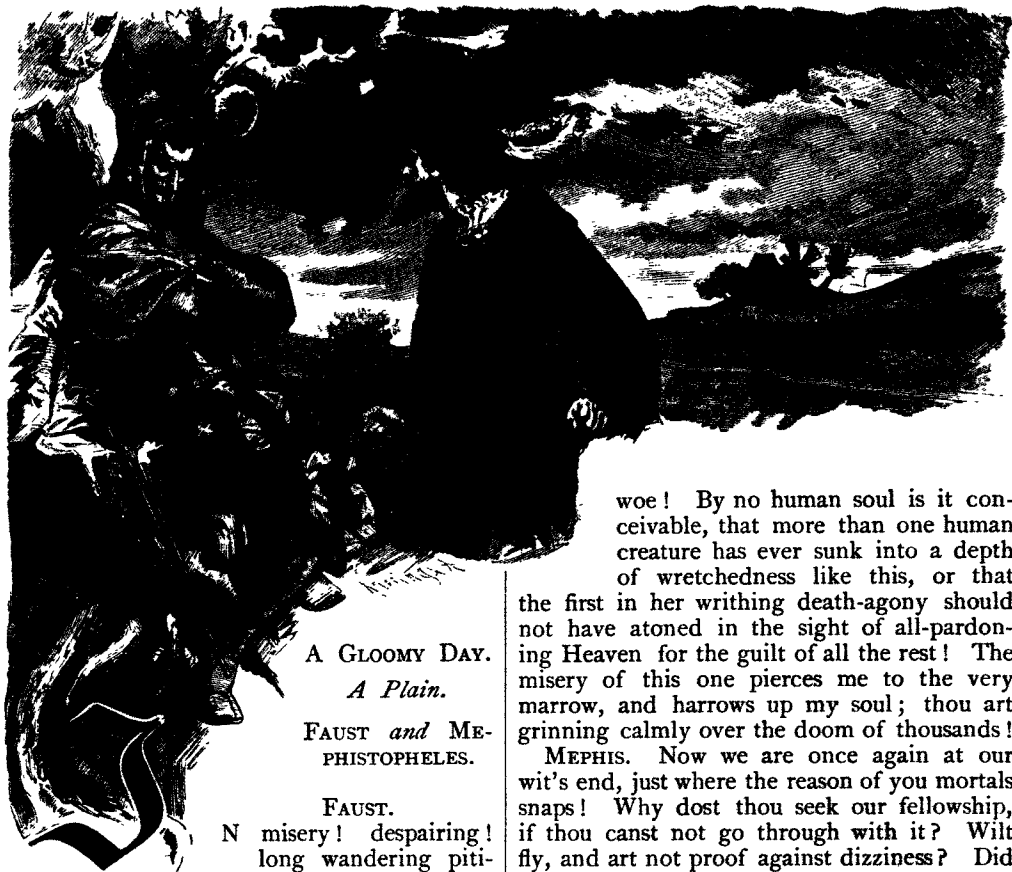 A GLOOMY DAY.
A Plain.
FAUST and ME-
PHISTOPHELES.
FAUST.
IN misery! despairing!
long wandering piti-
woe! By no human soul is it con-
ceivable, that more than one human
creature has ever sunk into a depth
of wretchedness like this, or that
the first in her writhing death-agony should
not have atoned in the sight of all-pardon-
ing Heaven for the guilt of all the rest! The
misery of this one pierces me to the very
marrow, and harrows up my soul; thou art
grinning calmly over the doom of thousands!
MEPHIS. Now we are once again at our
wit's end, just where the reason of you mortals
snaps! Why dost thou seek our fellowship,
if thou canst not go through with it? Wilt
fly, and art not proof against dizziness? Did